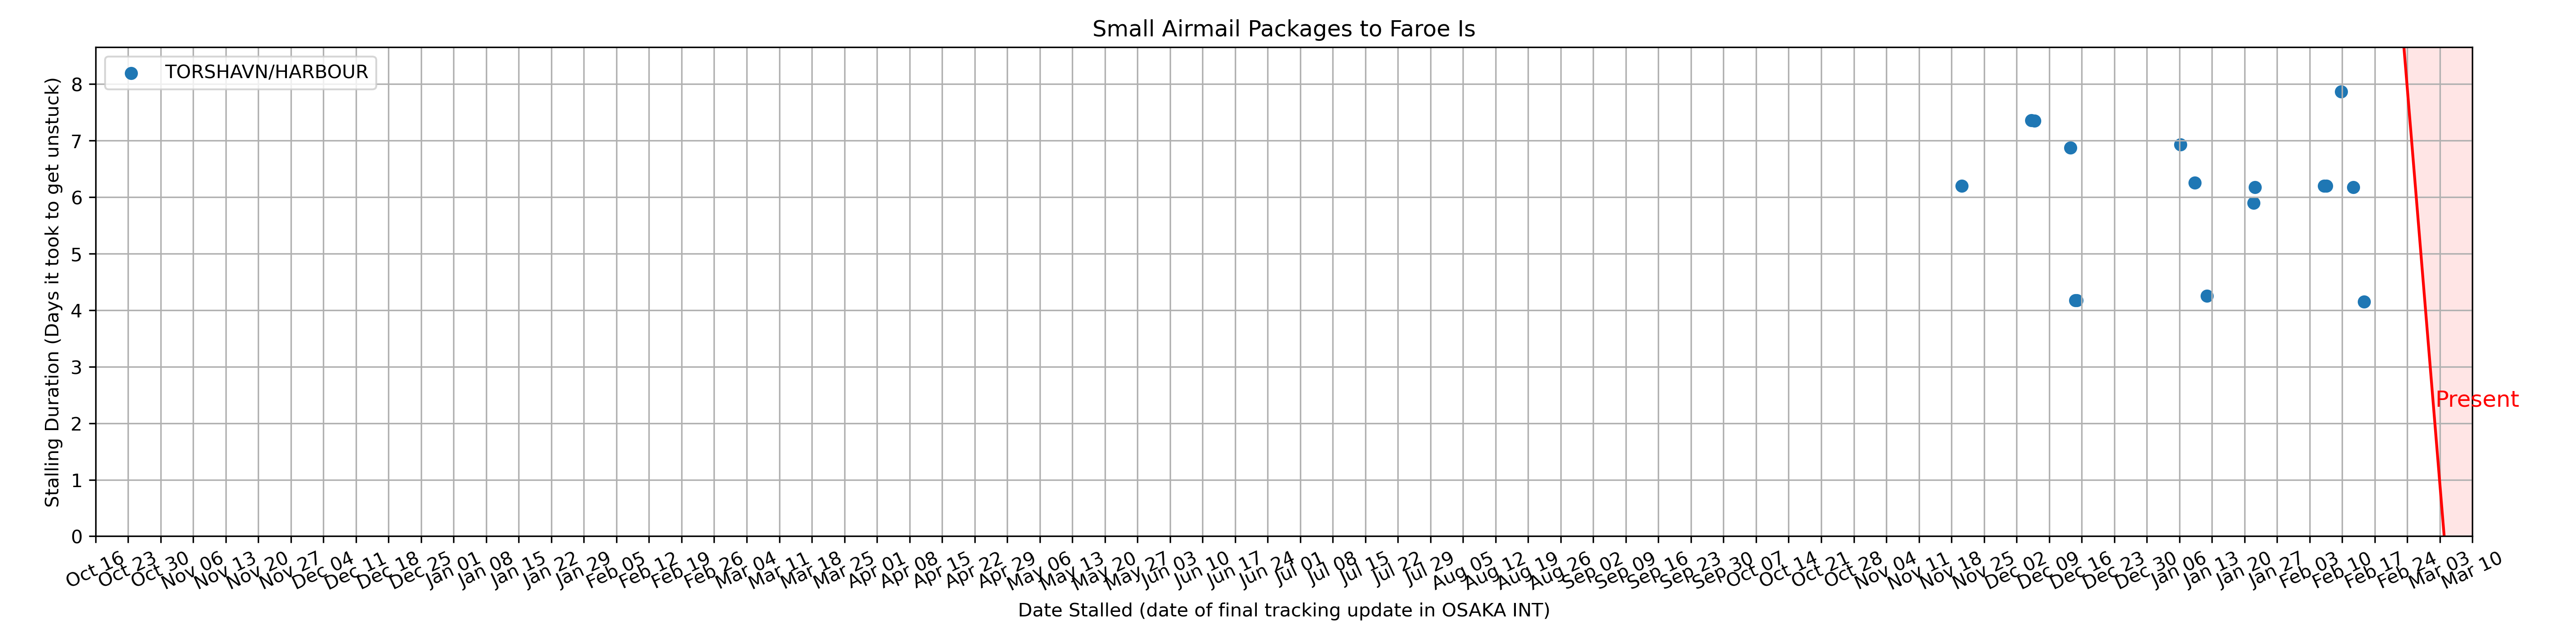 Small Airmail Packages to Faroe Is
TORSHAVN/HARBOUR
Stalling Duration (Days it took to get unstuck)
8
7
6
5
4
3
2
1
0
Present
Oct 16 Oct 23 Oct 30 Nov 06 Nov 13 Nov 20 Nov 27 Dec 04 Dec 11 Dec 18 Dec 25 Jan 01 Jan 08 Jan 15 Jan 22 Jan 29 Feb 05 Feb 12 Feb 19 Feb 26 Mar 04 Mar 11 Mar 18 Mar 25 Apr 01 Apr 08 Apr 15 Apr 22 Apr 29 May 06 May 13 May 20 May 27 Jun 03 Jun 10 Jun 17 Jun 24 Jul 01 Jul 08 Jul 15 Jul 22 Jul 29 Aug 05 Aug 12 Aug 19 Aug 26 Sep 02 Sep 09 Sep 16 Sep 23 Sep 30 Oct 07 Oct 14 Oct 21 Oct 28 Nov 04 Nov 11 Nov 18 Nov 25 Dec 02 Dec 09 Dec 16 Dec 23 Dec 30 Jan 06 Jan 13 Jan 20 Jan 27 Feb 03 Feb 10 Feb 17 Feb 24 Mar 03 Mar 10
Date Stalled (date of final tracking update in OSAKA INT)